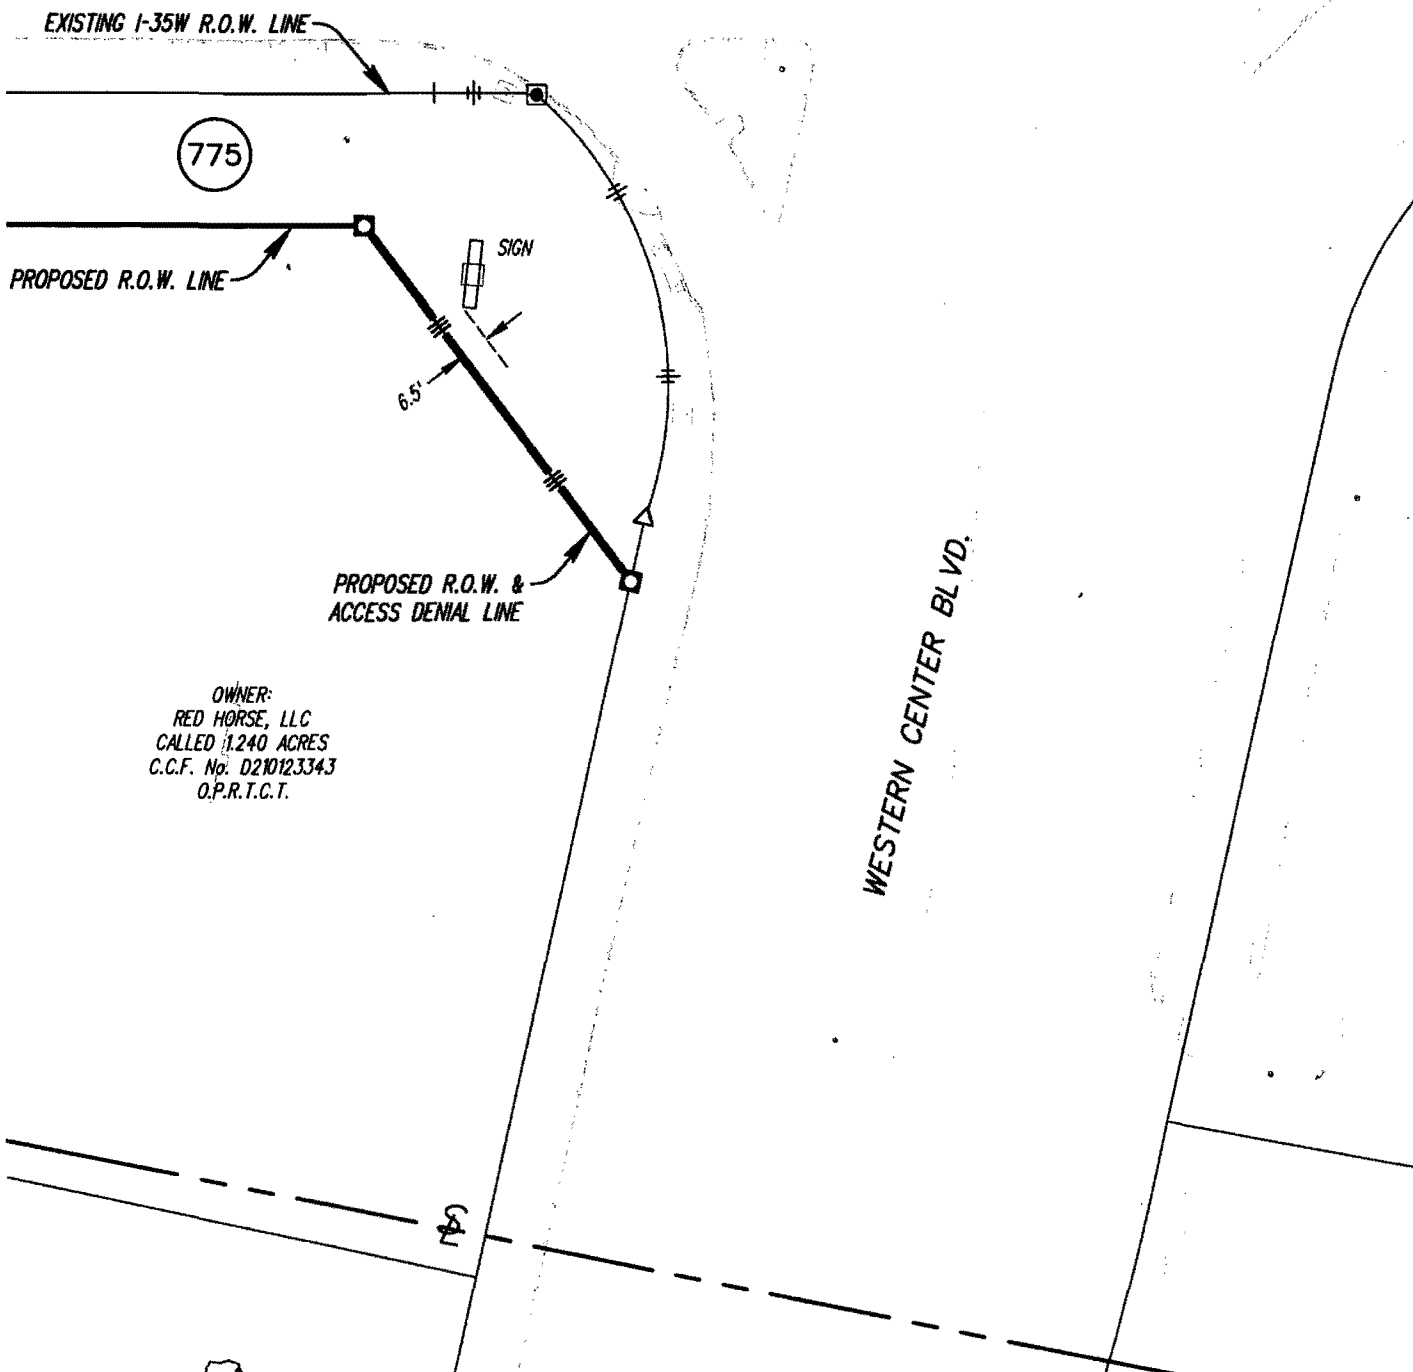 EXISTING I-35W R.O.W. LINE
775
SIGN
PROPOSED R.O.W. LINE
6.5'
PROPOSED R.O.W. &
ACCESS DENIAL LINE
WESTERN CENTER BLVD.
OWNER:
RED HORSE, LLC
CALLED 1.240 ACRES
C.C.F. No. D210123343
O.P.R.T.C.T.